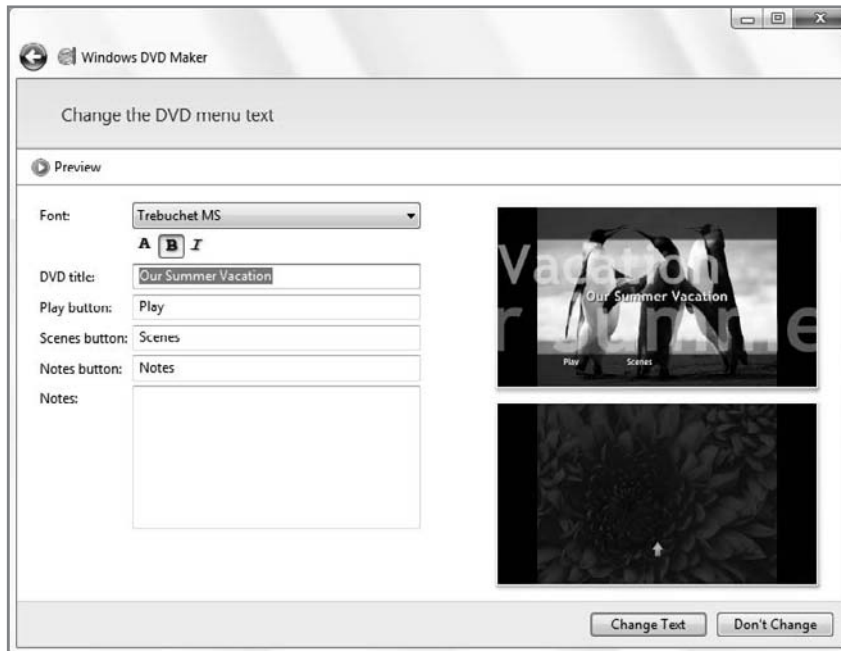 Windows DVD Maker
Change the DVD menu text
Preview
Font: Trebuchet MS
A B I
DVD title: Our Summer Vacation
Play button: Play
Scenes button: Scenes
Notes button: Notes
Notes:
Vacation
Our Summer Vacation
r Summe
Play Scenes
Change Text Don't Change